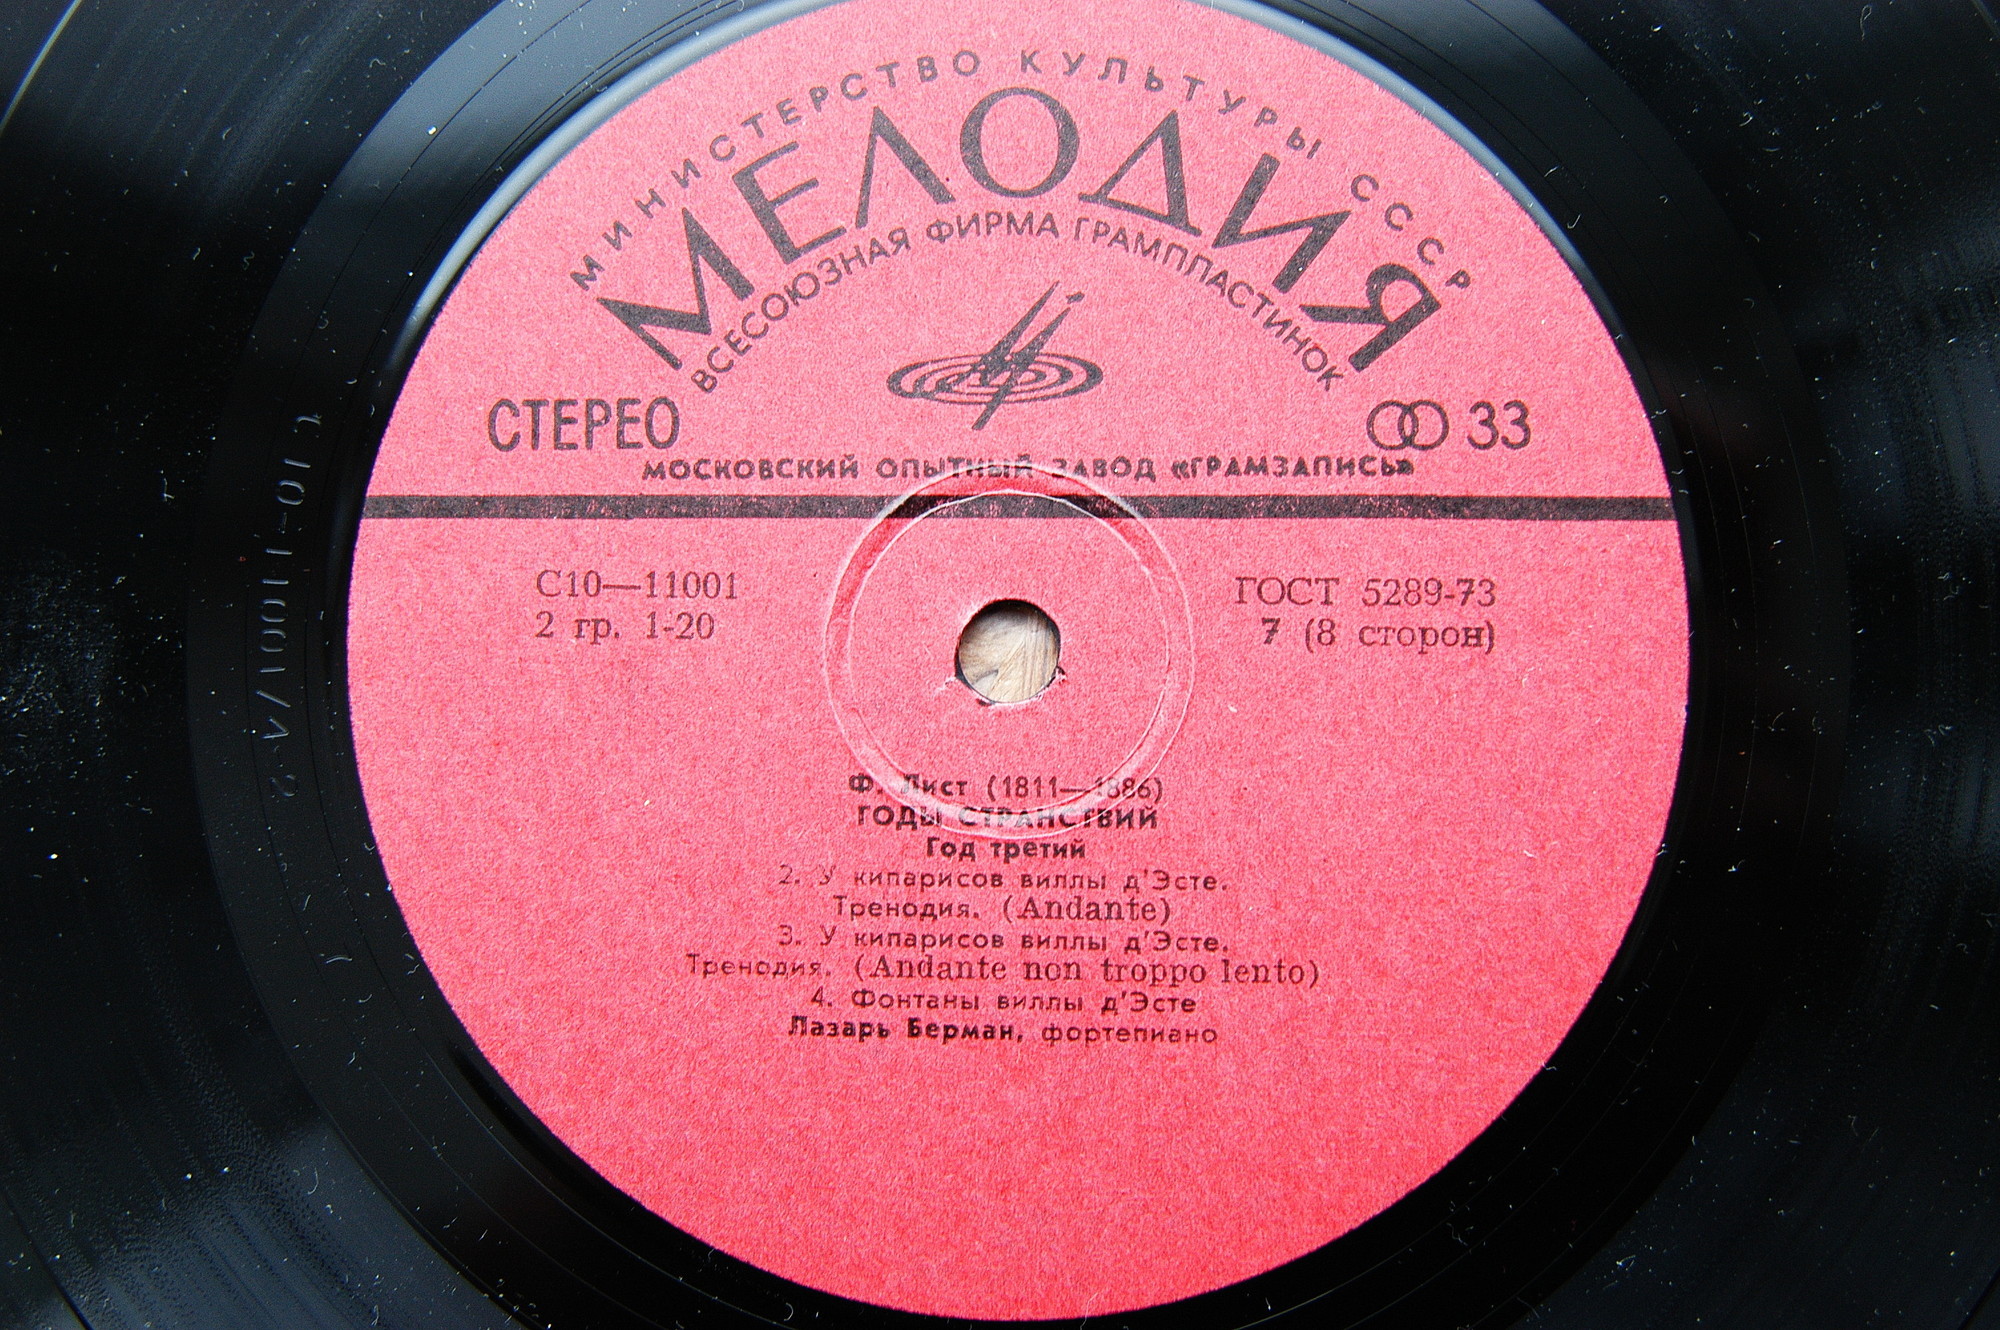 МИНИСТЕРСТВО КУЛЬТУРЫ СССР
МЕЛОДИЯ
ВСЕСОЮЗНАЯ ФИРМА ГРАМПЛАСТИНОК
СТЕРЕО
33
МОСКОВСКИЙ ОПЫТНЫЙ ЗАВОД «ГРАМЗАПИСЬ»
С10—11001
2 гр. 1-20
ГОСТ 5289-73
7 (8 сторон)
Ф. Лист (1811—1886)
ГОДЫ СТРАНСТВИЙ
Год третий
2. У кипарисов виллы д'Эсте.
Тренодия. (Andante)
3. У кипарисов виллы д'Эсте.
Тренодия. (Andante non troppo lento)
4. Фонтаны виллы д'Эсте
Лазарь Берман, фортепиано